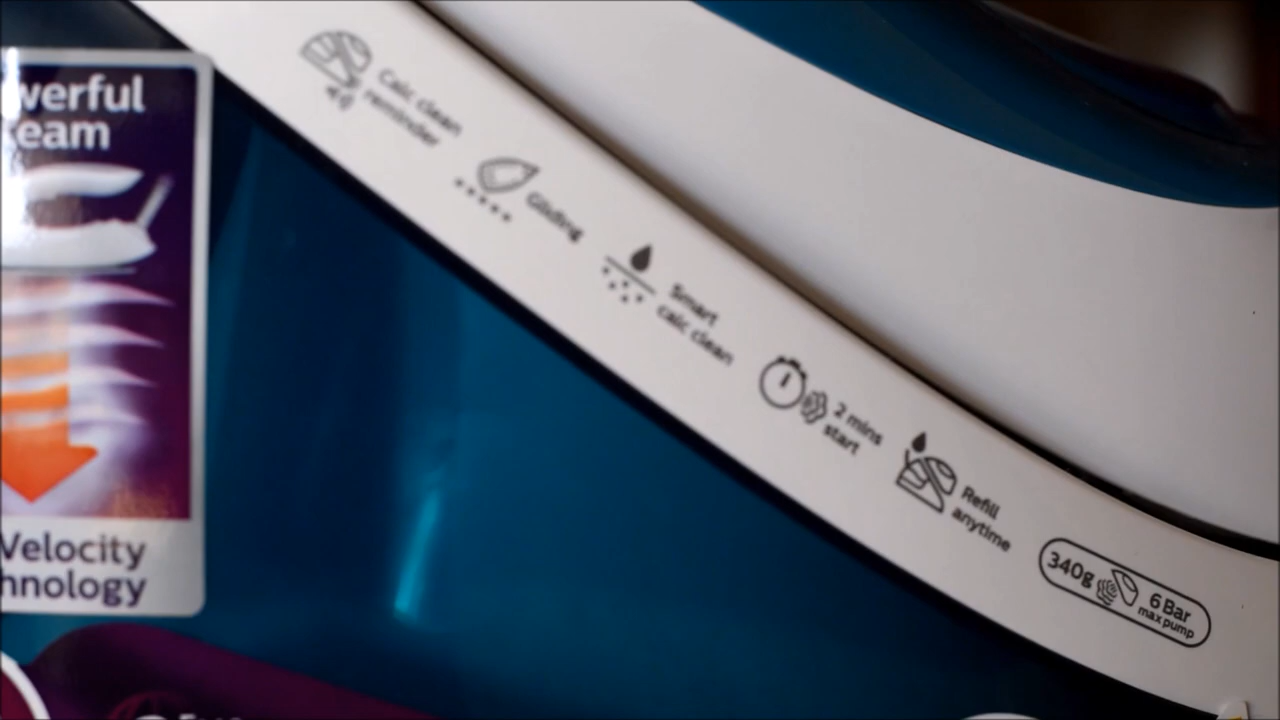 werful
eam
Velocity
hnology
Calc clean
reminder
Gliding
Smart
calc clean
2 mins
start
Refill
anytime
340g
6 Bar
max pump